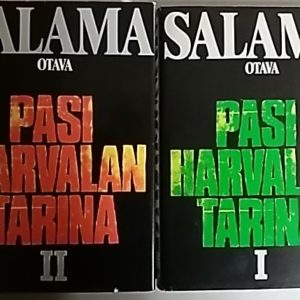 ALAMA
OTAVA
PASI
ARVALAN
TARINA
II
SALAMA
OTAVA
PASI
HARVALA
TARINA
I